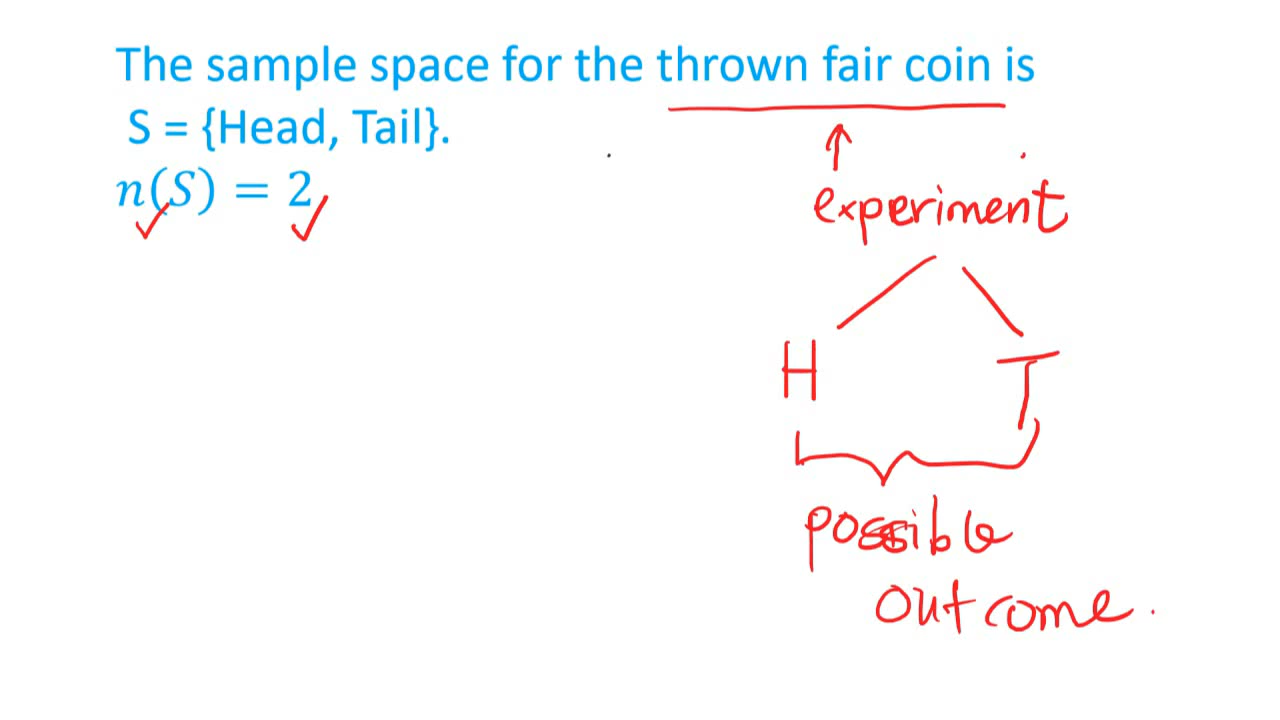 The sample space for the thrown fair coin is
S = {Head, Tail}.
n(S) = 2
experiment
H T
possible
outcome.